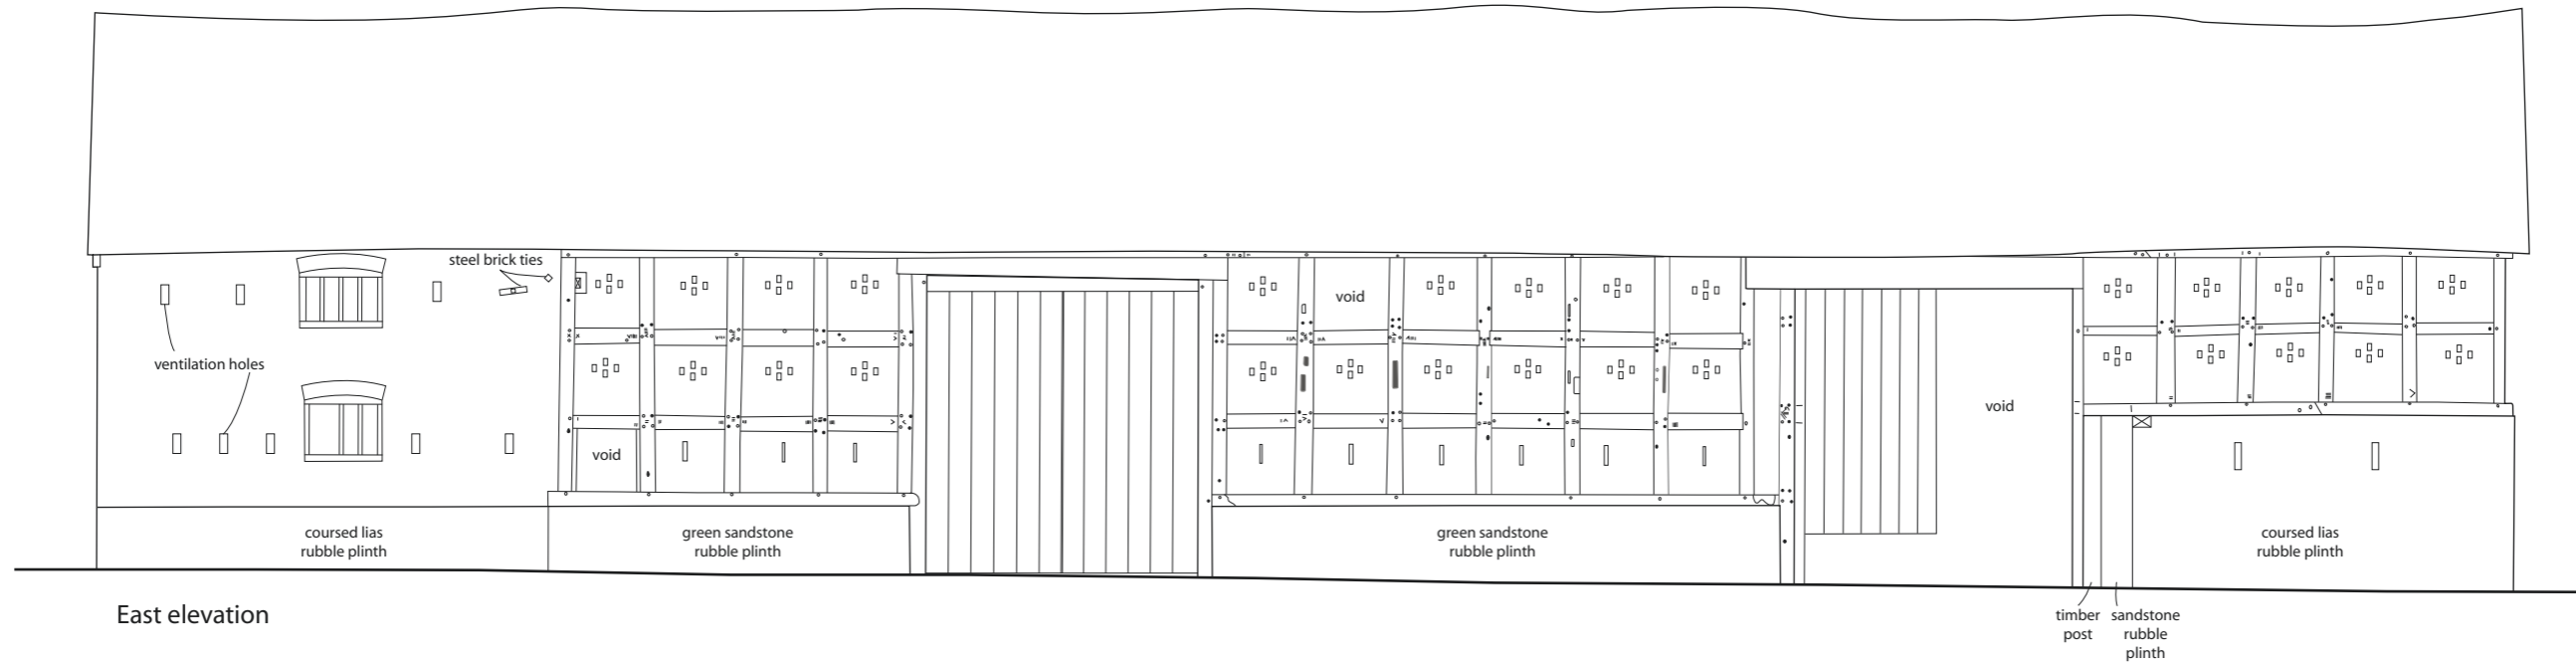 steel brick ties
ventilation holes
void
void
void
coursed lias
rubble plinth
green sandstone
rubble plinth
green sandstone
rubble plinth
coursed lias
rubble plinth
East elevation
timber
post
sandstone
rubble
plinth